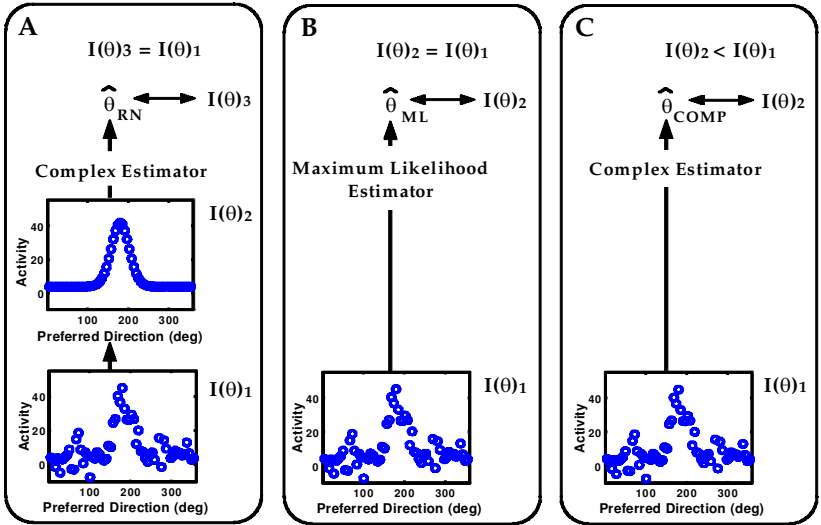 A
I(θ)3 = I(θ)1
θ̂ RN
I(θ)3
Complex Estimator
I(θ)2
Activity
40
20
0
100 200 300
Preferred Direction (deg)
I(θ)1
Activity
40
20
0
100 200 300
Preferred Direction (deg)
B
I(θ)2 = I(θ)1
θ̂ ML
I(θ)2
Maximum Likelihood
Estimator
I(θ)1
Activity
40
20
0
100 200 300
Preferred Direction (deg)
C
I(θ)2 < I(θ)1
θ̂ COMP
I(θ)2
Complex Estimator
I(θ)1
Activity
40
20
0
100 200 300
Preferred Direction (deg)